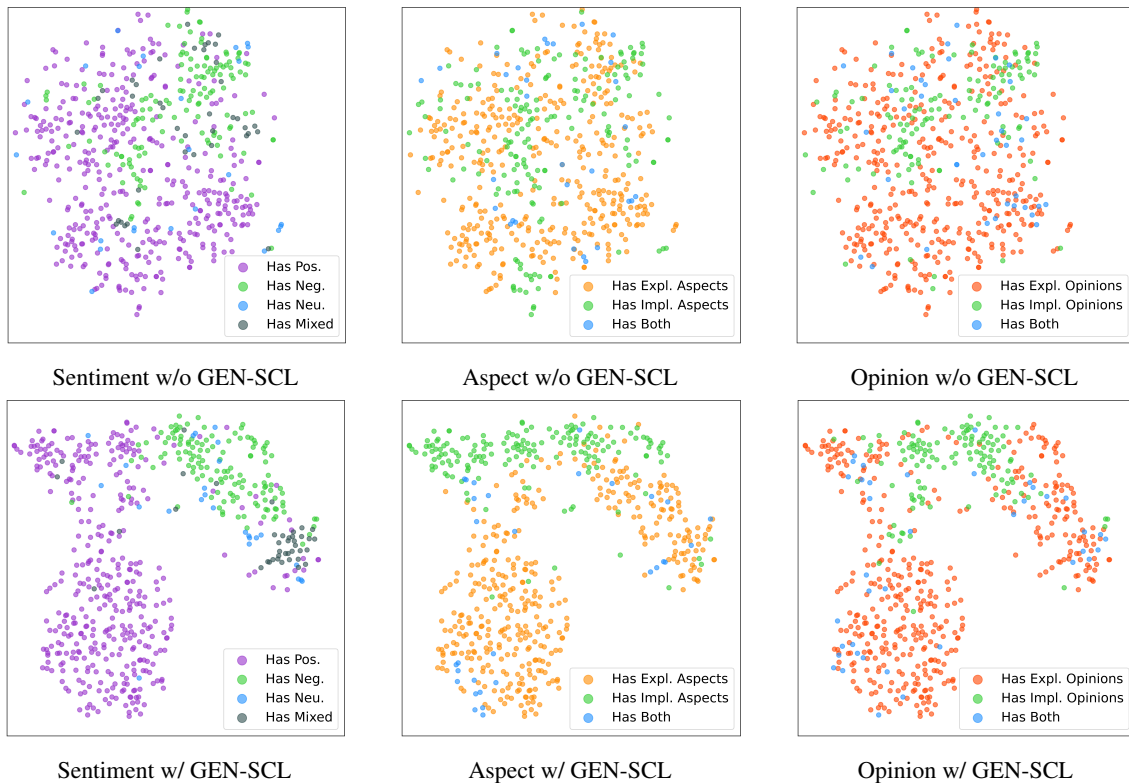 Has Pos.
Has Neg.
Has Neu.
Has Mixed
Has Expl. Aspects
Has Impl. Aspects
Has Both
Has Expl. Opinions
Has Impl. Opinions
Has Both
Sentiment w/o GEN-SCL
Aspect w/o GEN-SCL
Opinion w/o GEN-SCL
Has Pos.
Has Neg.
Has Neu.
Has Mixed
Has Expl. Aspects
Has Impl. Aspects
Has Both
Has Expl. Opinions
Has Impl. Opinions
Has Both
Sentiment w/ GEN-SCL
Aspect w/ GEN-SCL
Opinion w/ GEN-SCL